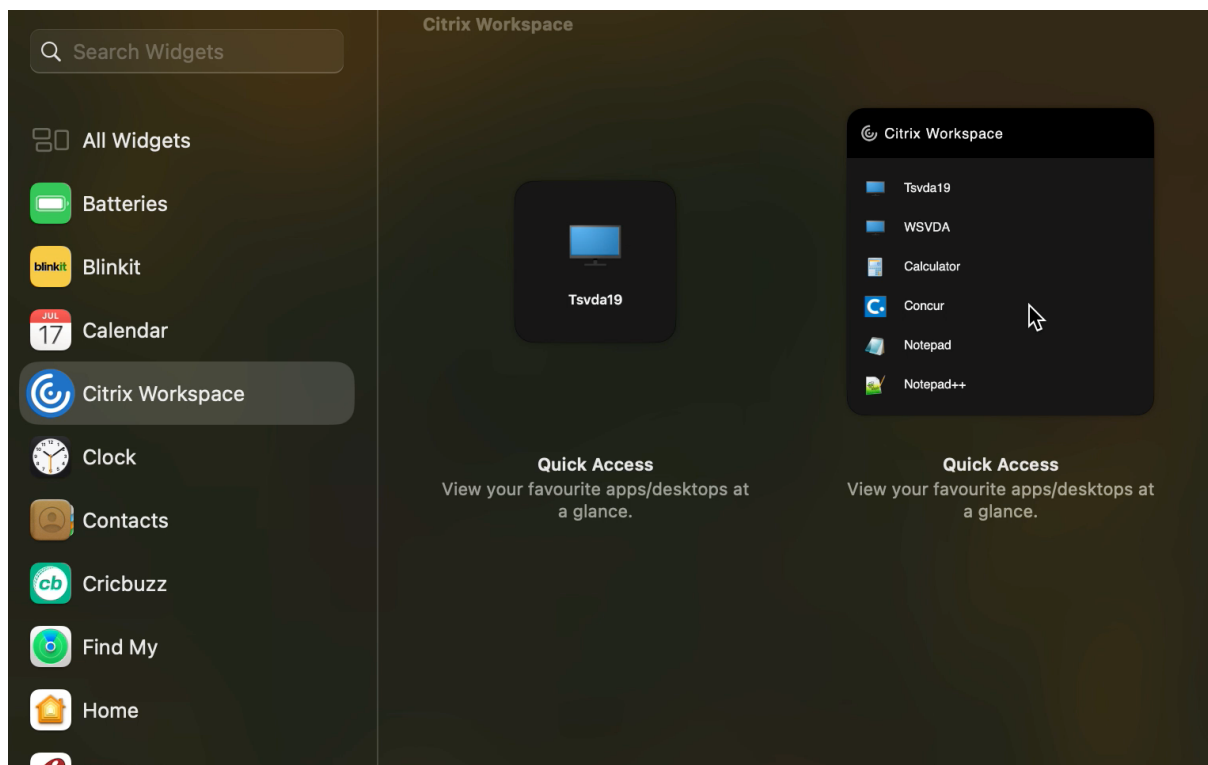 Search Widgets
All Widgets
Batteries
blinkit
Blinkit
JUL
17
Calendar
Citrix Workspace
Clock
Contacts
cb
Cricbuzz
Find My
Home
Citrix Workspace
Tsvda19
Quick Access
View your favourite apps/desktops at
a glance.
Citrix Workspace
Tsvda19
WSVDA
Calculator
C.
Concur
Notepad
Notepad++
Quick Access
View your favourite apps/desktops at
a glance.